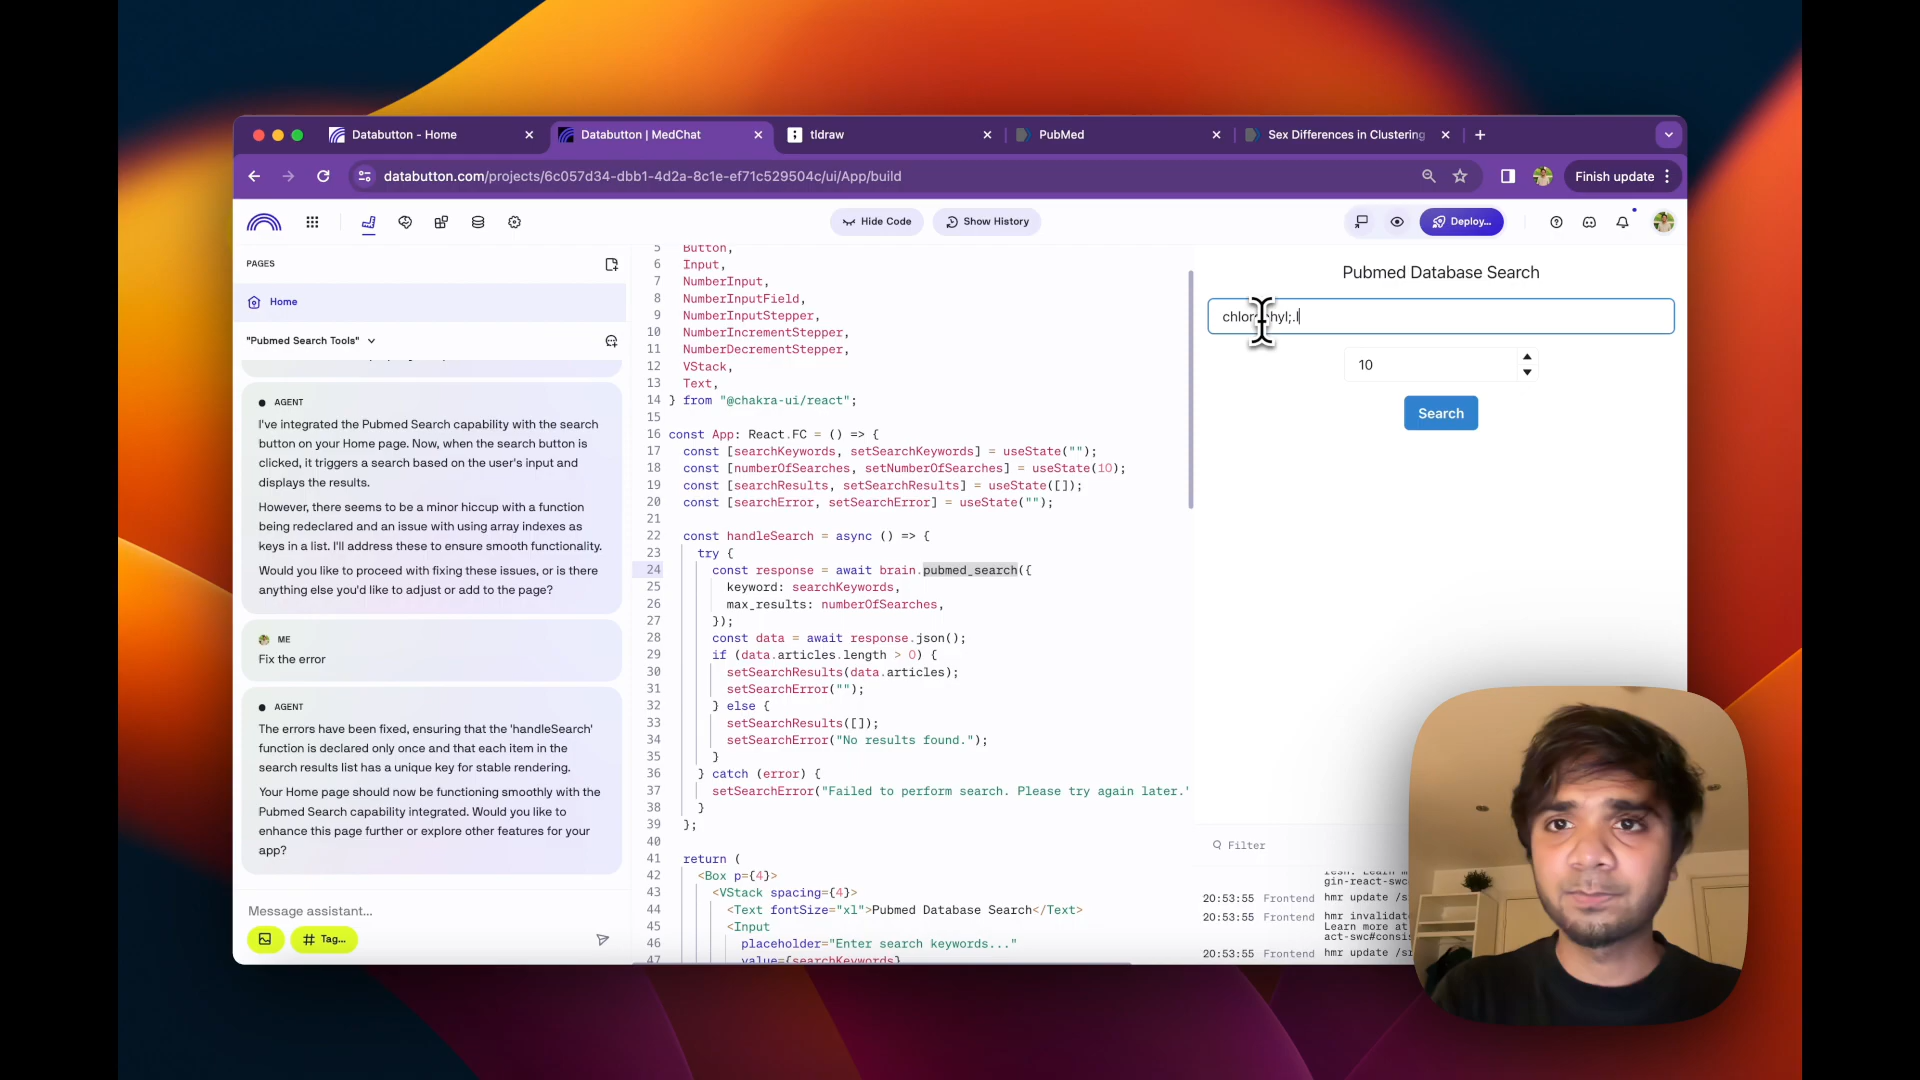 Databutton - Home
Databutton | MedChat
tldraw
PubMed
Sex Differences in Clustering
databutton.com/projects/6c057d34-dbb1-4d2a-8c1e-ef71c529504c/ui/App/build
Finish update
Hide Code
Show History
Deploy...
PAGES
Home
"Pubmed Search Tools"
AGENT
I've integrated the Pubmed Search capability with the search
button on your Home page. Now, when the search button is
clicked, it triggers a search based on the user's input and
displays the results.
However, there seems to be a minor hiccup with a function
being redeclared and an issue with using array indexes as
keys in a list. I'll address these to ensure smooth functionality.
Would you like to proceed with fixing these issues, or is there
anything else you'd like to adjust or add to the page?
ME
Fix the error
AGENT
The errors have been fixed, ensuring that the 'handleSearch'
function is declared only once and that each item in the
search results list has a unique key for stable rendering.
Your Home page should now be functioning smoothly with the
Pubmed Search capability integrated. Would you like to
enhance this page further or explore other features for your
app?
Message assistant...
# Tag...
5 Button,
6 Input,
7 NumberInput,
8 NumberInputField,
9 NumberInputStepper,
10 NumberIncrementStepper,
11 NumberDecrementStepper,
12 VStack,
13 Text,
14 } from "@chakra-ui/react";
15
16 const App: React.FC = () => {
17 const [searchKeywords, setSearchKeywords] = useState("");
18 const [numberOfSearches, setNumberOfSearches] = useState(10);
19 const [searchResults, setSearchResults] = useState([]);
20 const [searchError, setSearchError] = useState("");
21
22 const handleSearch = async () => {
23 try {
24 const response = await brain.pubmed_search({
25 keyword: searchKeywords,
26 max_results: numberOfSearches,
27 });
28 const data = await response.json();
29 if (data.articles.length > 0) {
30 setSearchResults(data.articles);
31 setSearchError("");
32 } else {
33 setSearchResults([]);
34 setSearchError("No results found.");
35 }
36 } catch (error) {
37 setSearchError("Failed to perform search. Please try again later."
38 }
39 };
40
41 return (
42 <Box p={4}>
43 <VStack spacing={4}>
44 <Text fontSize="xl">Pubmed Database Search</Text>
45 <Input
46 placeholder="Enter search keywords..."
47 value={searchKeywords}
Pubmed Database Search
10
Search
Filter
gin-react-swc
20:53:55 Frontend hmr update /s
20:53:55 Frontend hmr invalidat
Learn more at
act-swc#consis
20:53:55 Frontend hmr update /s